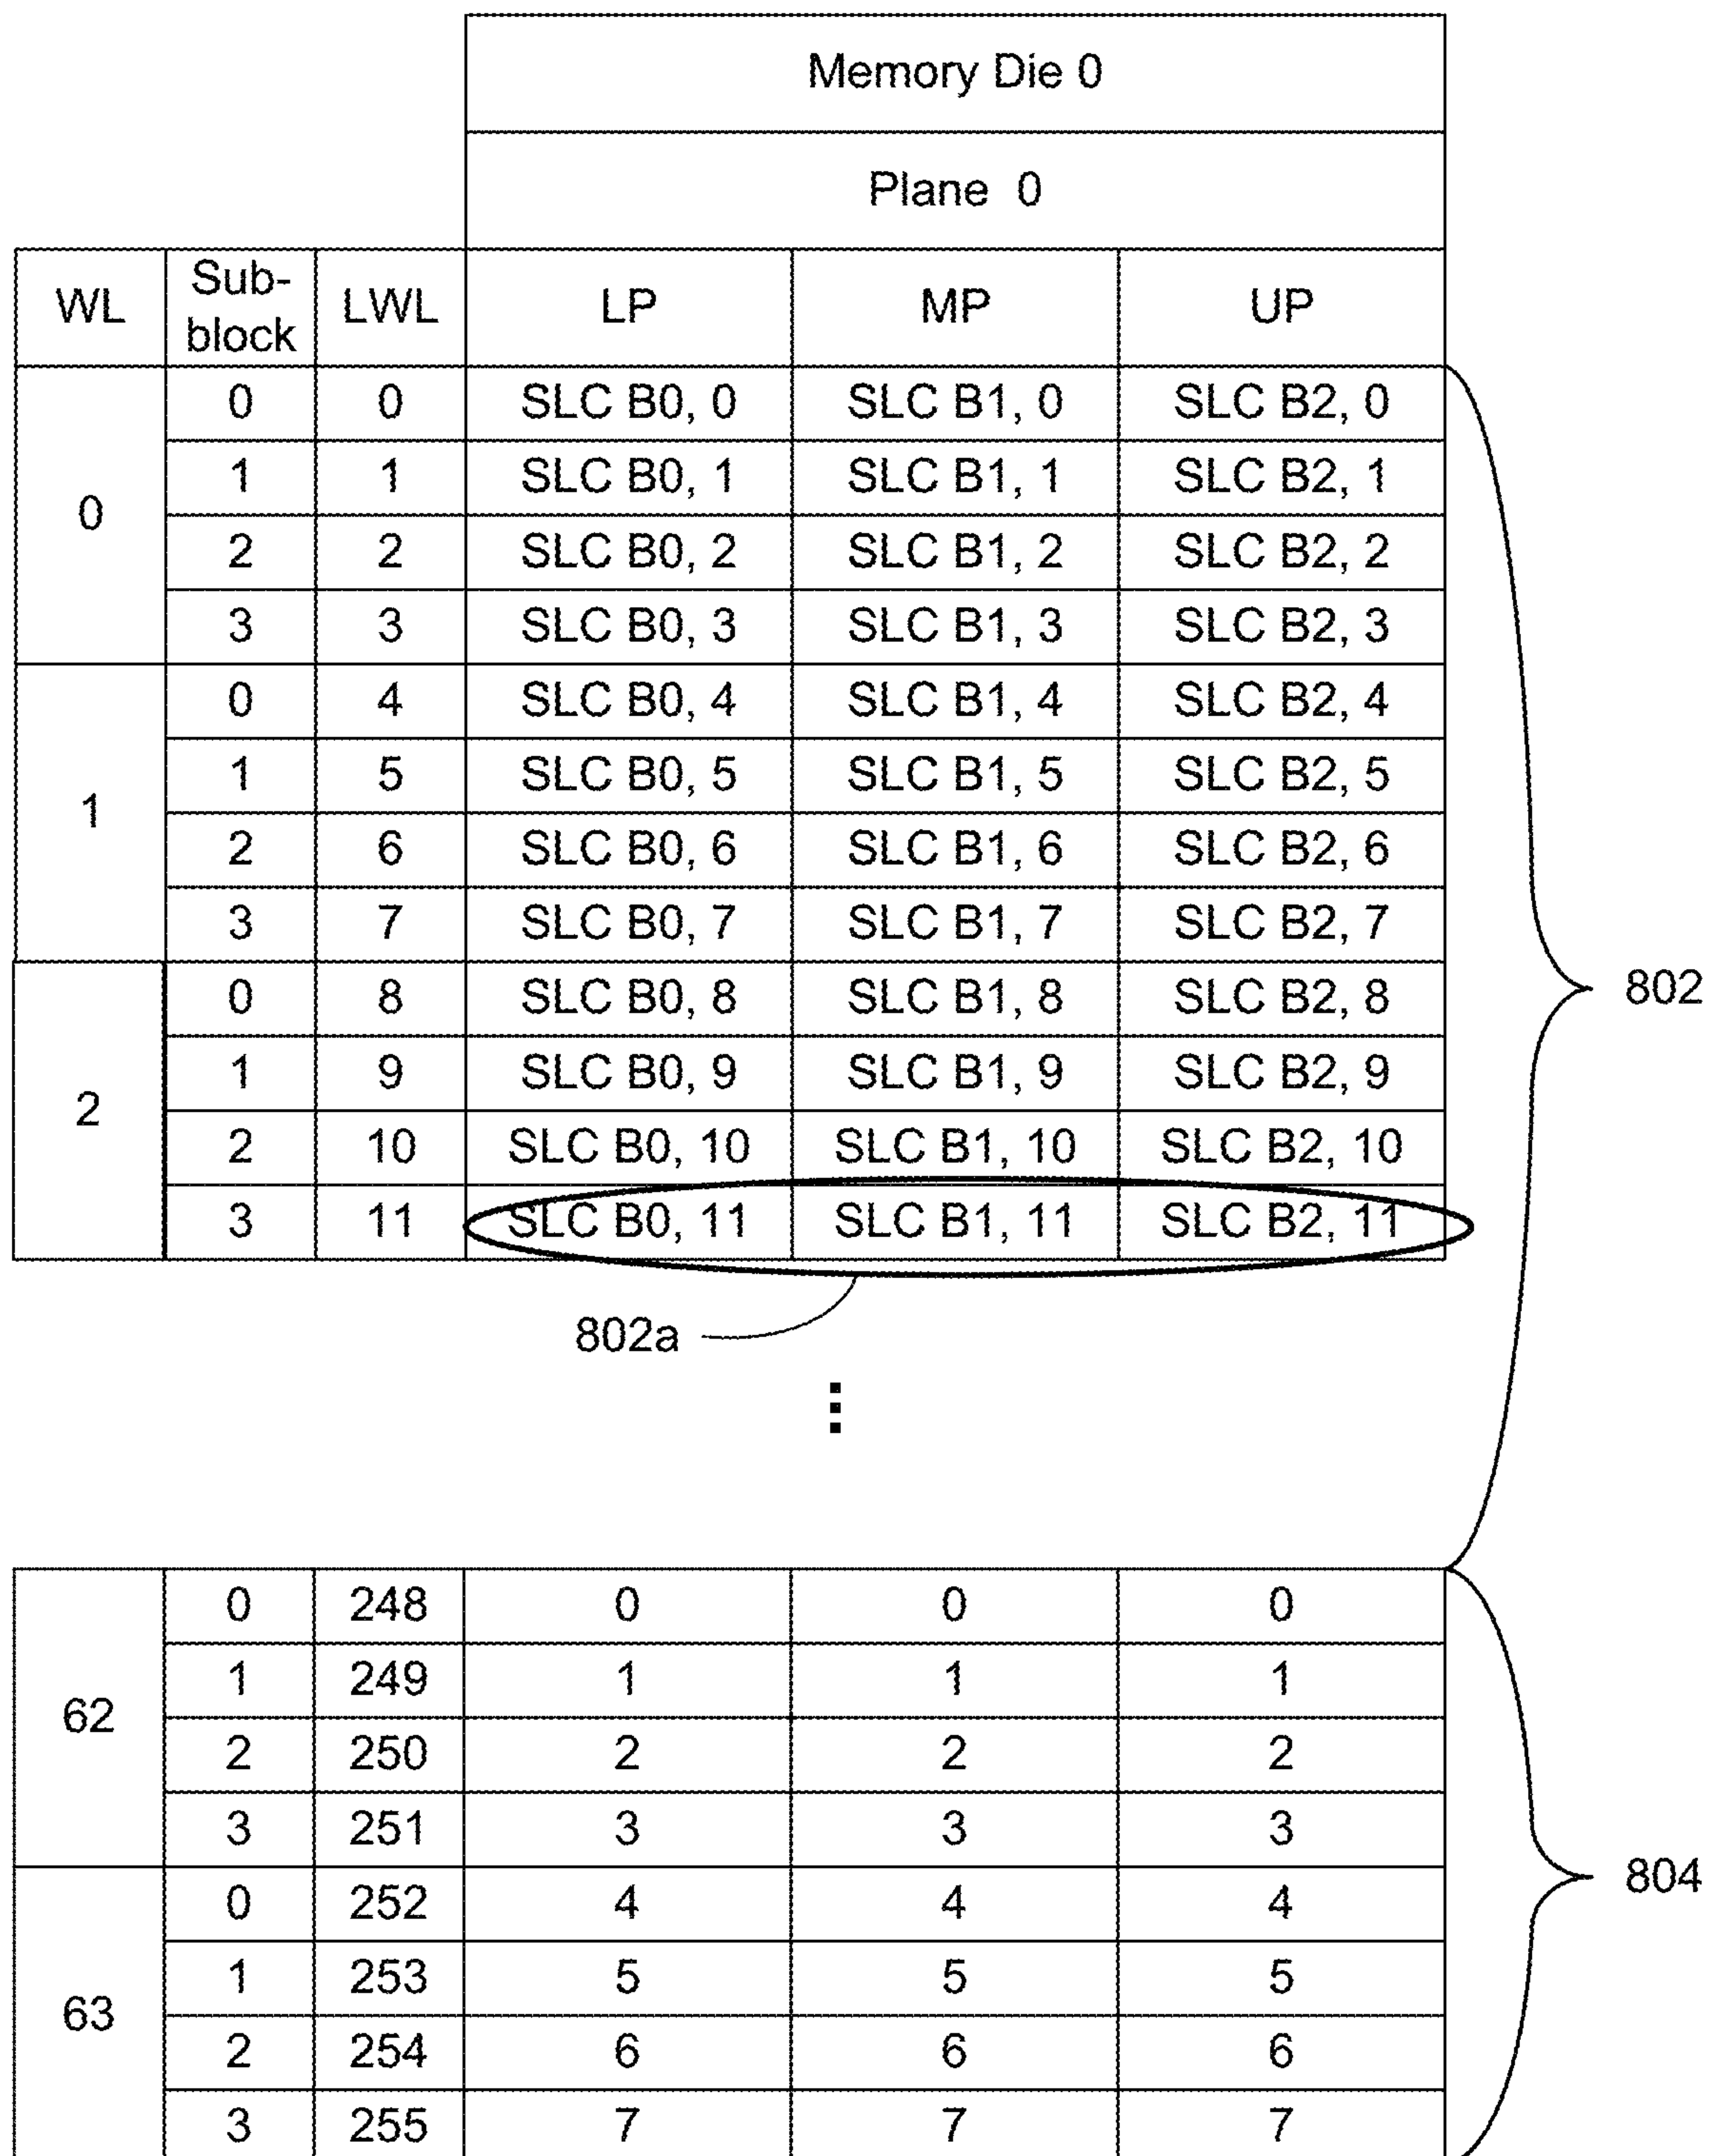 Memory Die 0
Plane 0
WL Sub-block LWL LP MP UP
0 0 0 SLC B0, 0 SLC B1, 0 SLC B2, 0
1 1 SLC B0, 1 SLC B1, 1 SLC B2, 1
2 2 SLC B0, 2 SLC B1, 2 SLC B2, 2
3 3 SLC B0, 3 SLC B1, 3 SLC B2, 3
1 0 4 SLC B0, 4 SLC B1, 4 SLC B2, 4
1 5 SLC B0, 5 SLC B1, 5 SLC B2, 5
2 6 SLC B0, 6 SLC B1, 6 SLC B2, 6
3 7 SLC B0, 7 SLC B1, 7 SLC B2, 7
802
2 0 8 SLC B0, 8 SLC B1, 8 SLC B2, 8
1 9 SLC B0, 9 SLC B1, 9 SLC B2, 9
2 10 SLC B0, 10 SLC B1, 10 SLC B2, 10
3 11 SLC B0, 11 SLC B1, 11 SLC B2, 11
802a
62 0 248 0 0 0
1 249 1 1 1
2 250 2 2 2
3 251 3 3 3
804
63 0 252 4 4 4
1 253 5 5 5
2 254 6 6 6
3 255 7 7 7